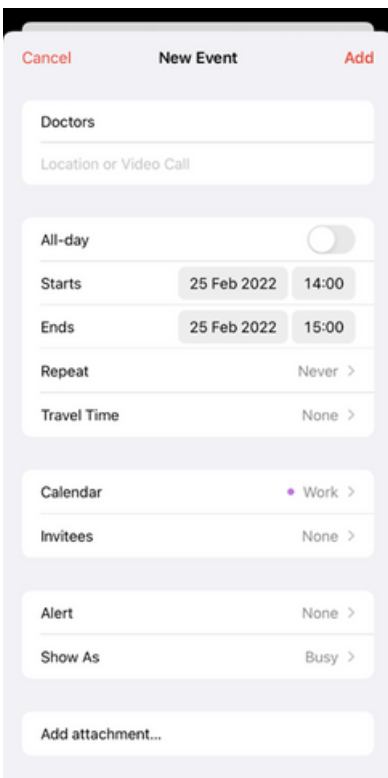 Cancel New Event Add
Doctors
Location or Video Call
All-day
Starts 25 Feb 2022 14:00
Ends 25 Feb 2022 15:00
Repeat Never
Travel Time None
Calendar Work
Invitees None
Alert None
Show As Busy
Add attachment...